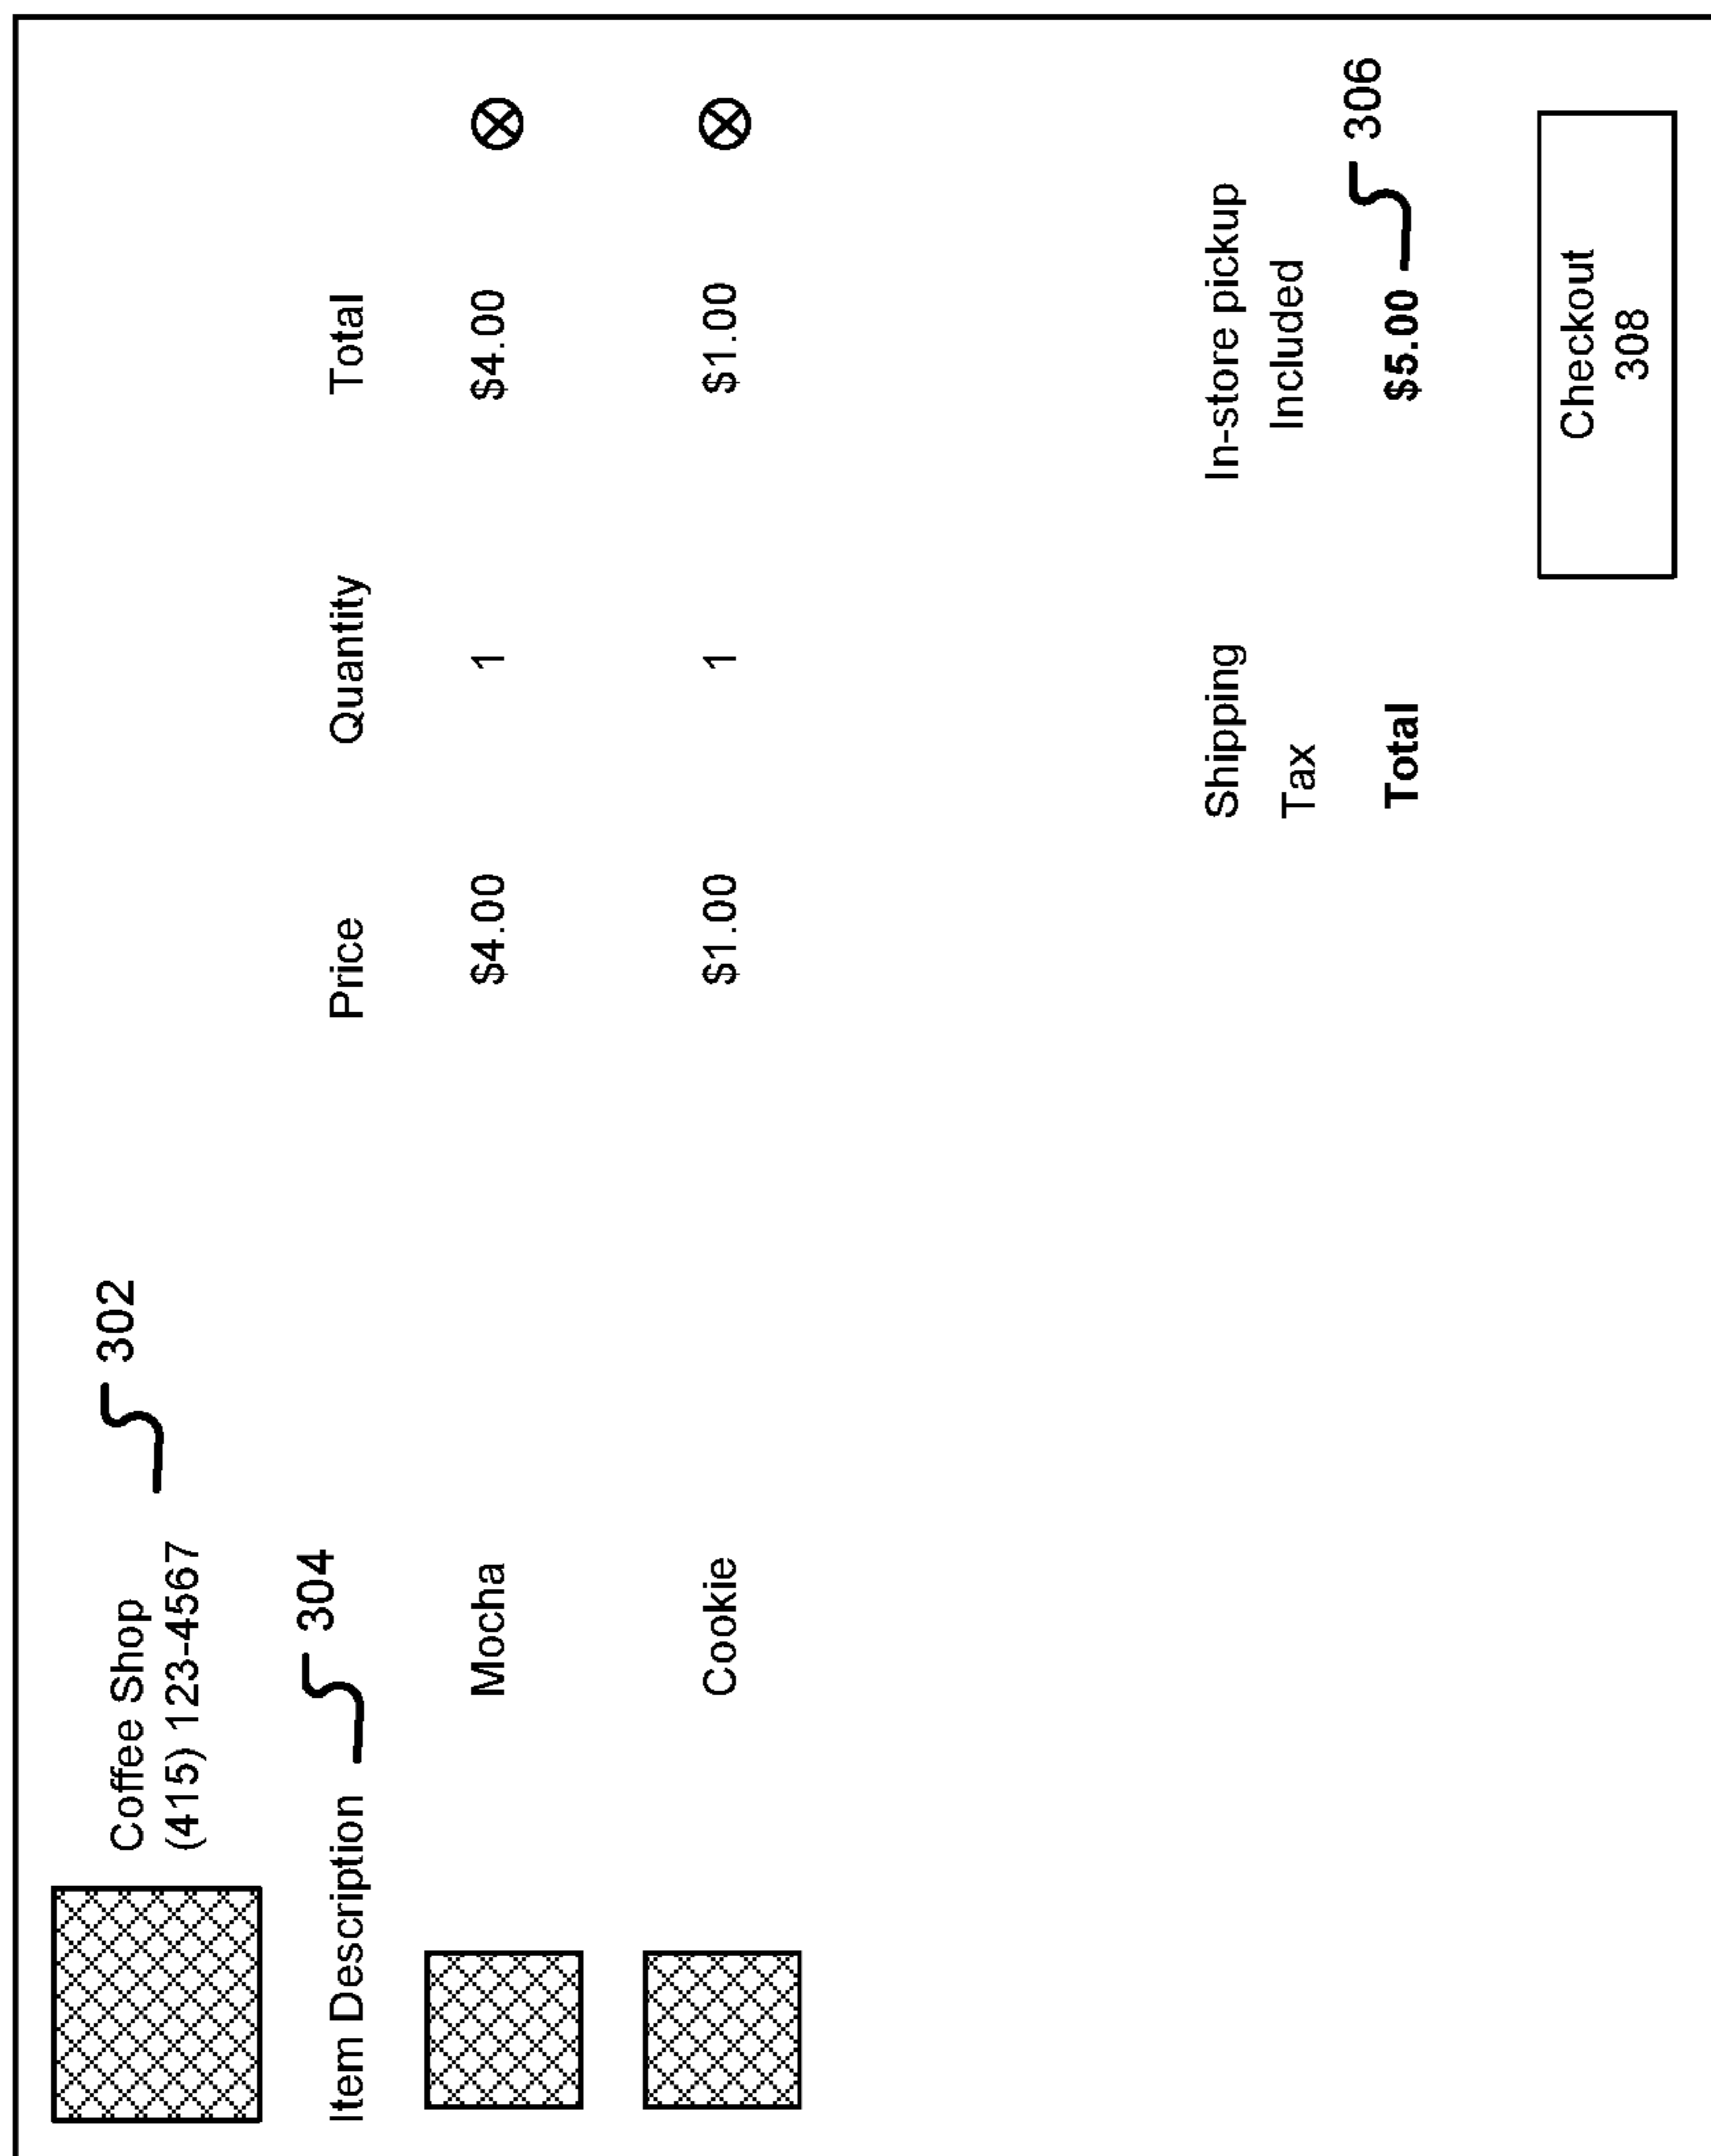 Coffee Shop
(415) 123-4567
302
Item Description
304
Price
Quantity
Total
Mocha
$4.00
1
$4.00
Cookie
$1.00
1
$1.00
Shipping
In-store pickup
Tax
Included
Total
$5.00
306
Checkout
308